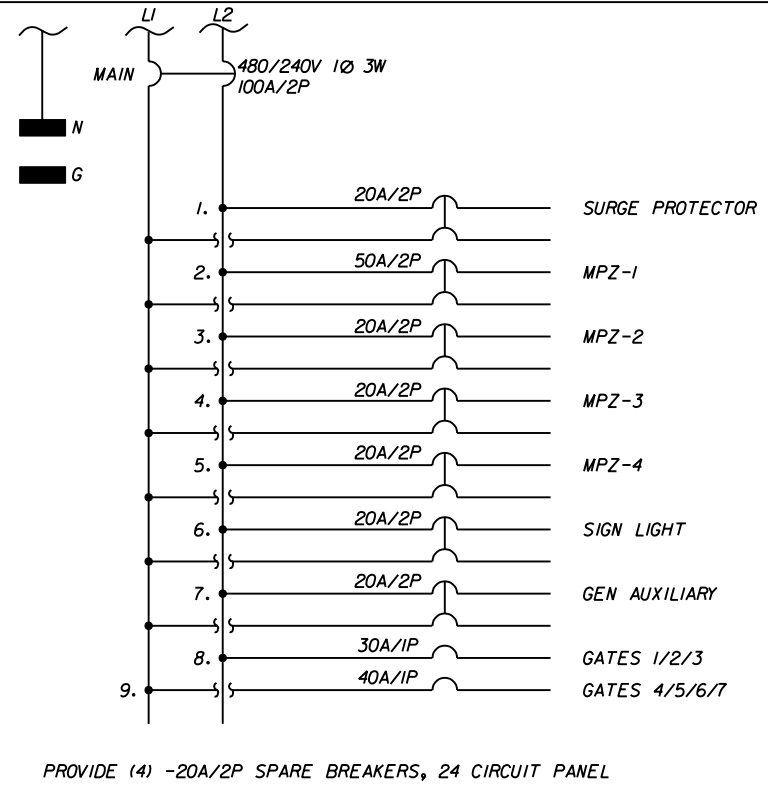 L1 L2
MAIN 480/240V 1Ø 3W
100A/2P
N
G
1. 20A/2P SURGE PROTECTOR
2. 50A/2P MPZ-1
3. 20A/2P MPZ-2
4. 20A/2P MPZ-3
5. 20A/2P MPZ-4
6. 20A/2P SIGN LIGHT
7. 20A/2P GEN AUXILIARY
8. 30A/1P GATES 1/2/3
9. 40A/1P GATES 4/5/6/7
PROVIDE (4) -20A/2P SPARE BREAKERS, 24 CIRCUIT PANEL